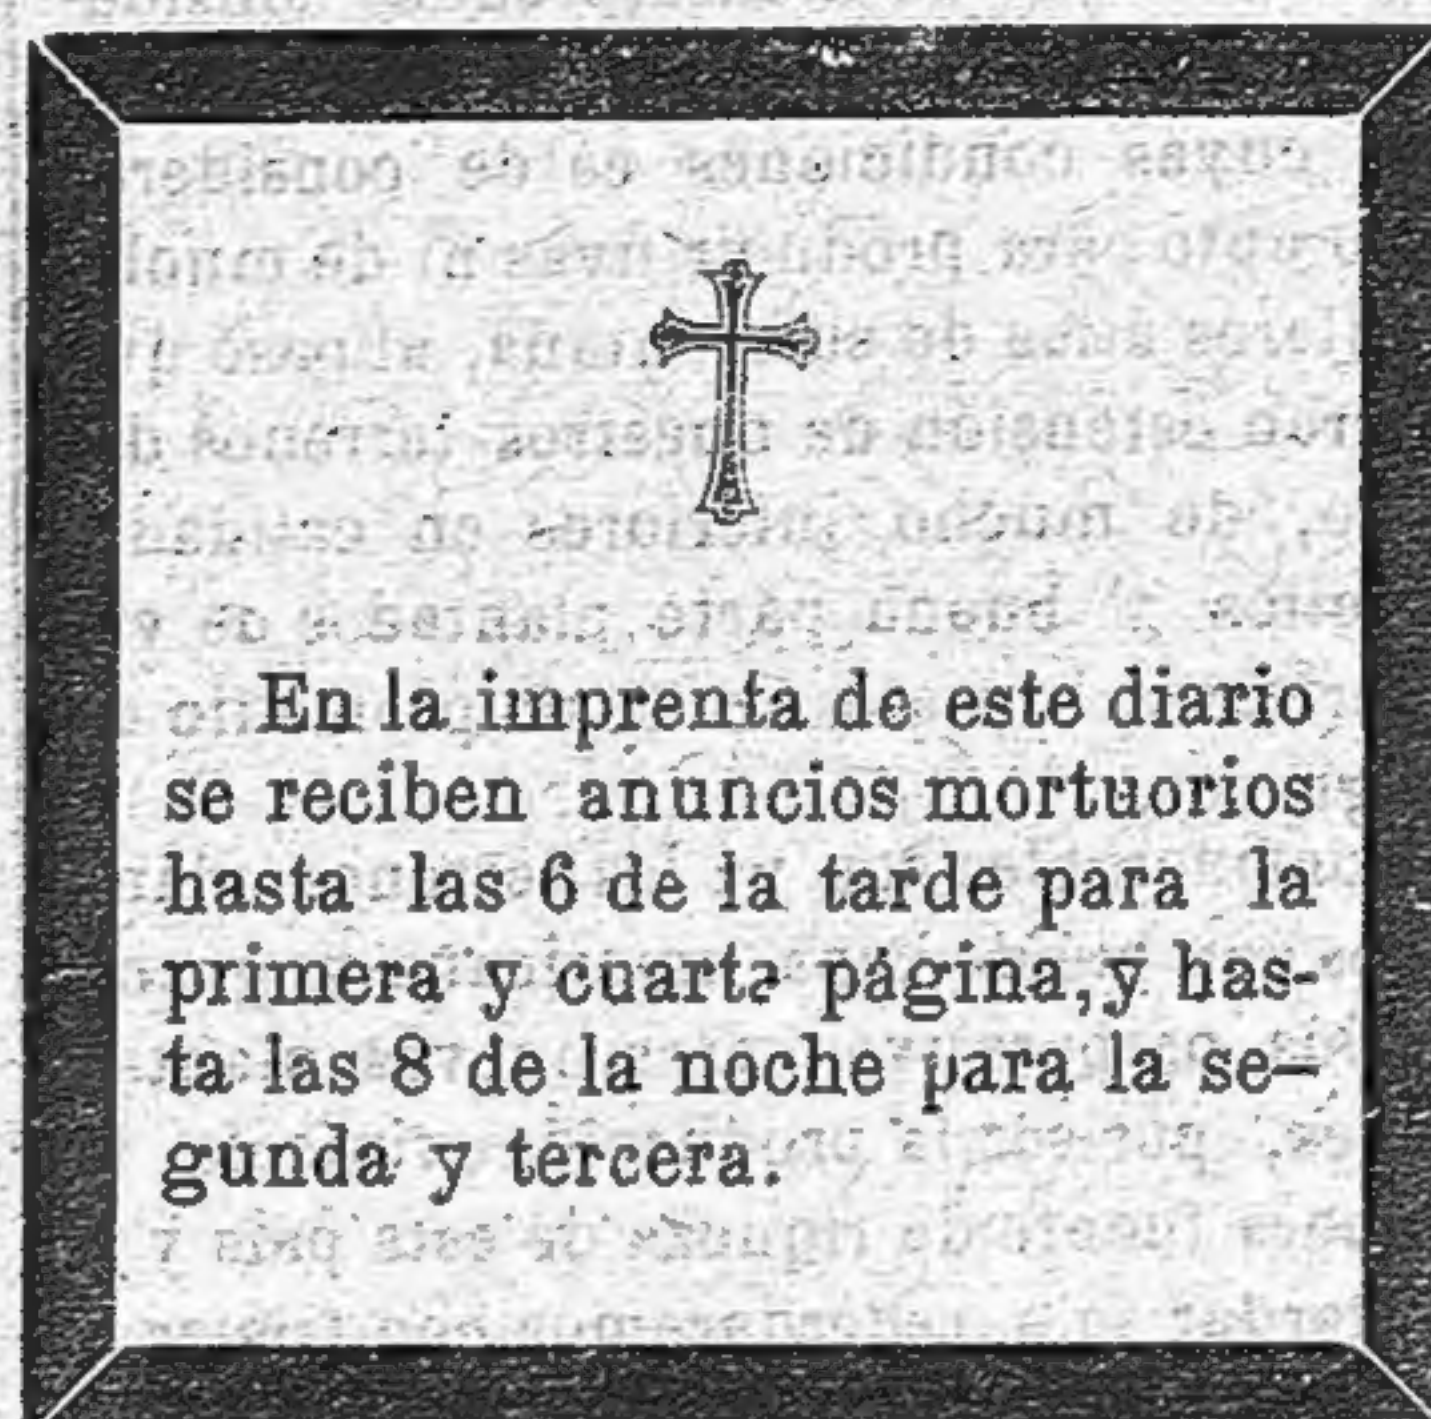 En la imprenta de este diario
se reciben anuncios mortuorios
hasta las 6 de la tarde para la
primera y cuarta página, y has-
ta las 8 de la noche para la se-
gunda y tercera.